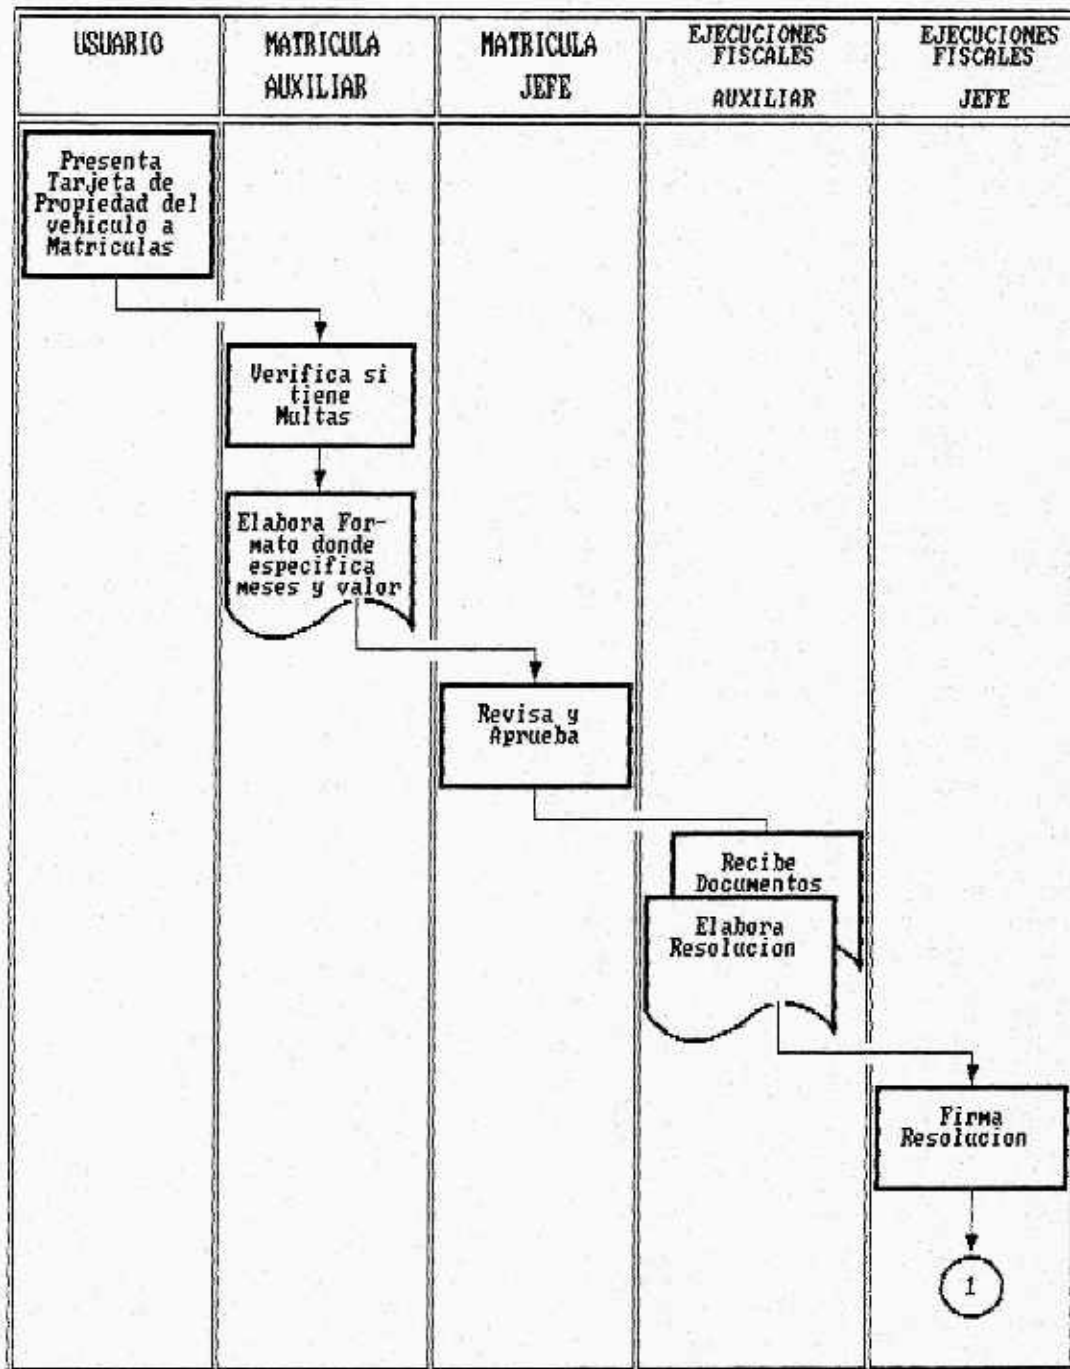 USUARIO
MATRICULA
AUXILIAR
MATRICULA
JEFE
EJECUCIONES
FISCALES
AUXILIAR
EJECUCIONES
FISCALES
JEFE
Presenta
Tarjeta de
Propiedad del
vehiculo a
Matriculas
Verifica si
tiene
Multas
Elabora For-
mato donde
especifica
meses y valor
Revisa y
Aprueba
Recibe
Documentos
Elabora
Resolucion
Firma
Resolucion
1